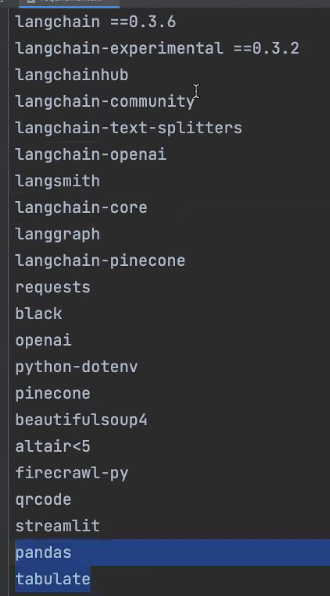 langchain ==0.3.6
langchain-experimental ==0.3.2
langchainhub
langchain-community
langchain-text-splitters
langchain-openai
langsmith
langchain-core
langgraph
langchain-pinecone
requests
black
openai
python-dotenv
pinecone
beautifulsoup4
altair<5
firecrawl-py
qrcode
streamlit
pandas
tabulate